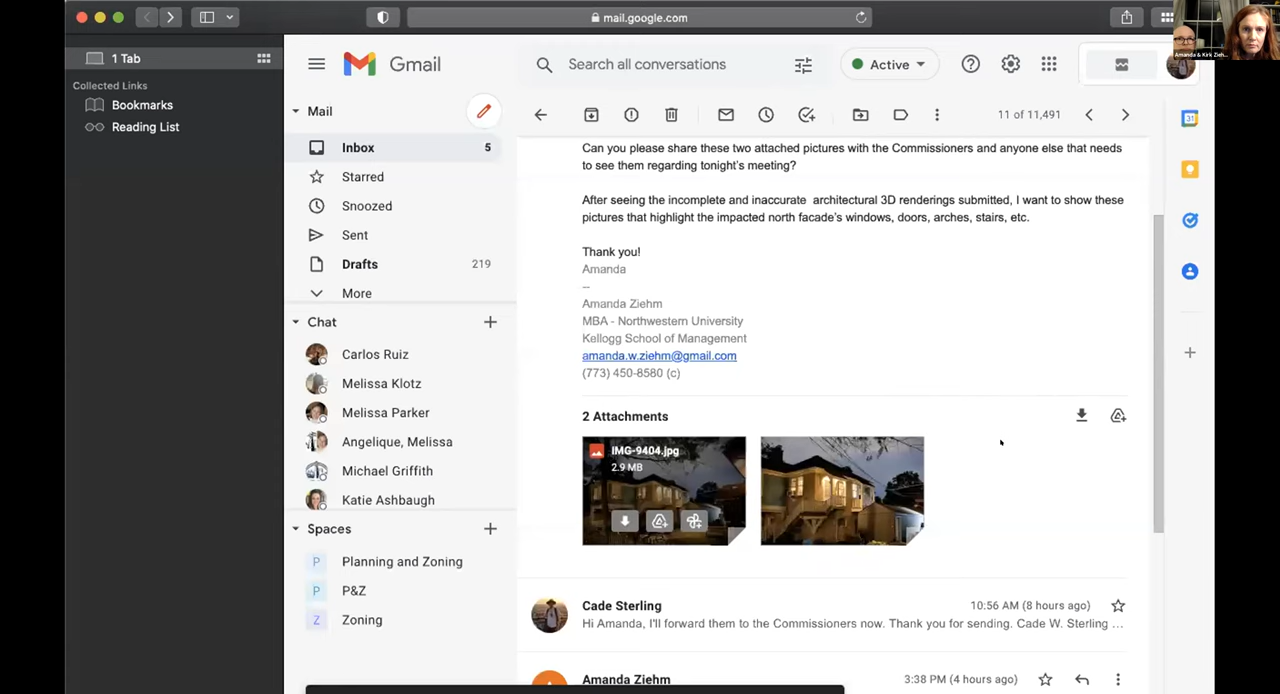 mail.google.com
1 Tab
Collected Links
Bookmarks
Reading List
Gmail
Search all conversations
Active
Mail
Inbox 5
Starred
Snoozed
Sent
Drafts 219
More
Chat
Carlos Ruiz
Melissa Klotz
Melissa Parker
Angelique, Melissa
Michael Griffith
Katie Ashbaugh
Spaces
P Planning and Zoning
P P&Z
Z Zoning
11 of 11,491
Can you please share these two attached pictures with the Commissioners and anyone else that needs
to see them regarding tonight's meeting?
After seeing the incomplete and inaccurate architectural 3D renderings submitted, I want to show these
pictures that highlight the impacted north facade's windows, doors, arches, stairs, etc.
Thank you!
Amanda
--
Amanda Ziehm
MBA - Northwestern University
Kellogg School of Management
amanda.w.ziehm@gmail.com
(773) 450-8580 (c)
2 Attachments
IMG-9404.jpg
2.9 MB
Cade Sterling 10:56 AM (8 hours ago)
Hi Amanda, I'll forward them to the Commissioners now. Thank you for sending. Cade W. Sterling ...
Amanda Ziehm 3:38 PM (4 hours ago)
Amanda & Kirk Zieh...
31